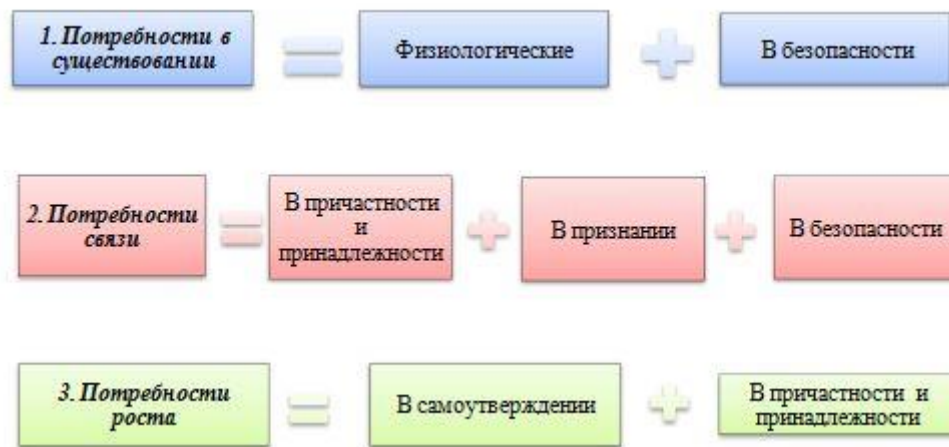 1. Потребности в
существовании
Физиологические
В безопасности
2. Потребности
связи
В причастности
и
принадлежности
В признании
В безопасности
3. Потребности
роста
В самоутверждении
В причастности и
принадлежности